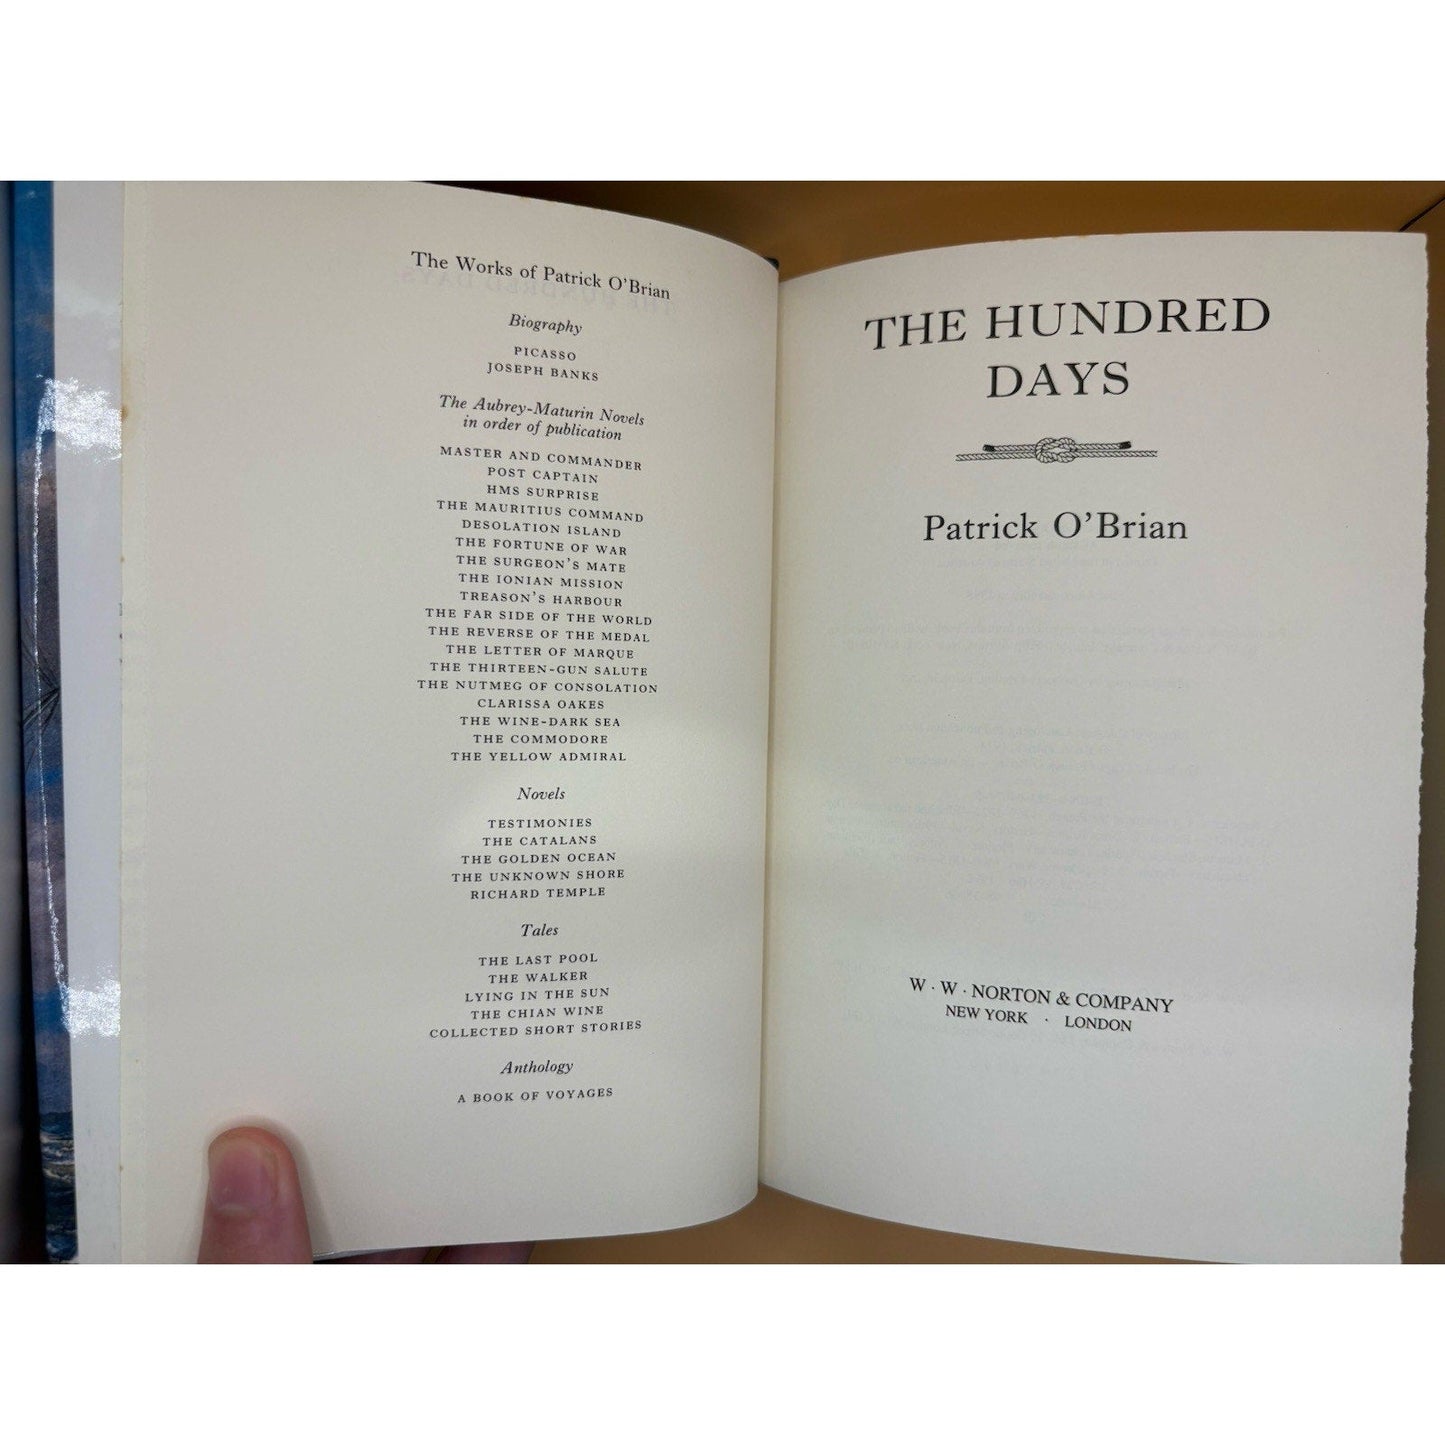 The Works of Patrick O'Brian
Biography
PICASSO
JOSEPH BANKS
The Aubrey-Maturin Novels
in order of publication
MASTER AND COMMANDER
POST CAPTAIN
HMS SURPRISE
THE MAURITIUS COMMAND
DESOLATION ISLAND
THE FORTUNE OF WAR
THE SURGEON'S MATE
THE IONIAN MISSION
TREASON'S HARBOUR
THE FAR SIDE OF THE WORLD
THE REVERSE OF THE MEDAL
THE LETTER OF MARQUE
THE THIRTEEN-GUN SALUTE
THE NUTMEG OF CONSOLATION
CLARISSA OAKES
THE WINE-DARK SEA
THE COMMODORE
THE YELLOW ADMIRAL
Novels
TESTIMONIES
THE CATALANS
THE GOLDEN OCEAN
THE UNKNOWN SHORE
RICHARD TEMPLE
Tales
THE LAST POOL
THE WALKER
LYING IN THE SUN
THE CHIAN WINE
COLLECTED SHORT STORIES
Anthology
A BOOK OF VOYAGES
THE HUNDRED
DAYS
Patrick O'Brian
W · W · NORTON & COMPANY
NEW YORK · LONDON